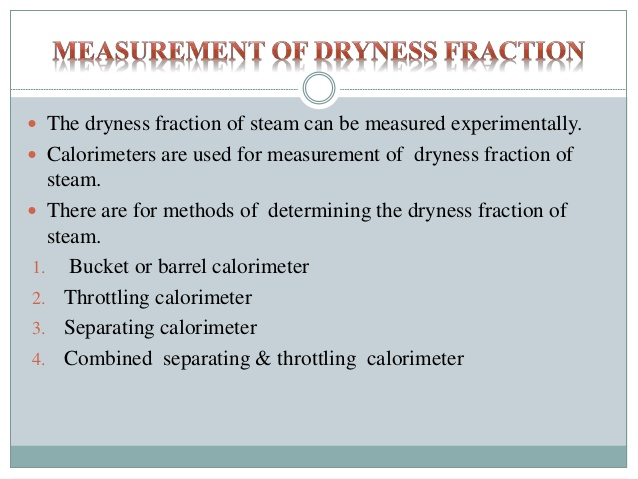 MEASUREMENT OF DRYNESS FRACTION
• The dryness fraction of steam can be measured experimentally.
• Calorimeters are used for measurement of dryness fraction of
steam.
• There are for methods of determining the dryness fraction of
steam.
1. Bucket or barrel calorimeter
2. Throttling calorimeter
3. Separating calorimeter
4. Combined separating & throttling calorimeter